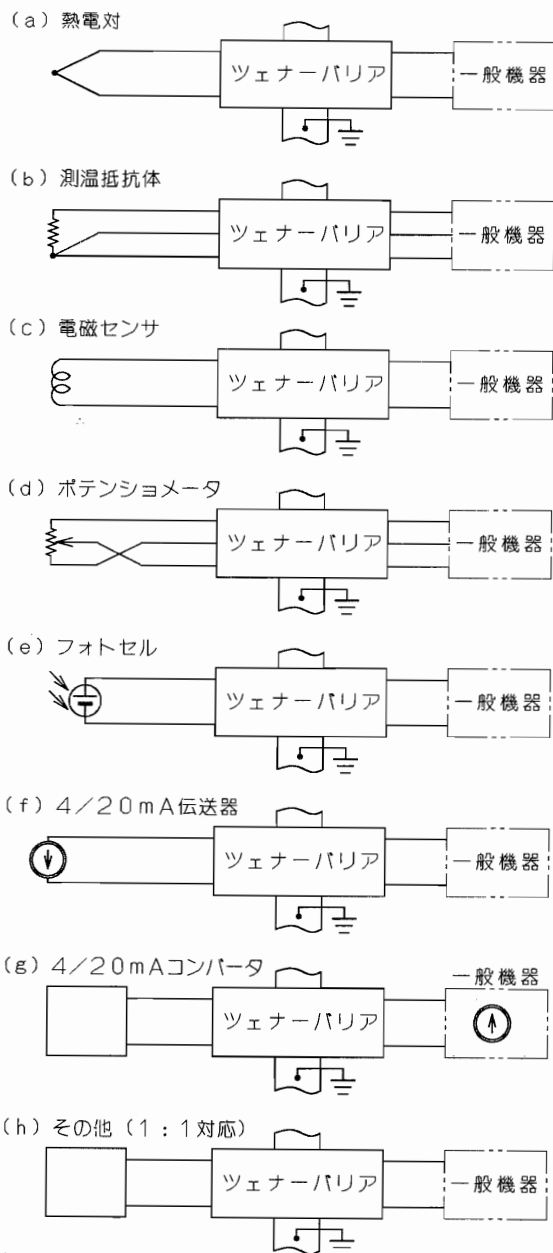 (a) 熱電対
ツェナーバリア 一般機器
(b) 測温抵抗体
ツェナーバリア 一般機器
(c) 電磁センサ
ツェナーバリア 一般機器
(d) ポテンショメータ
ツェナーバリア 一般機器
(e) フォトセル
ツェナーバリア 一般機器
(f) 4/20mA伝送器
ツェナーバリア 一般機器
(g) 4/20mAコンバータ 一般機器
ツェナーバリア
(h) その他 (1:1対応)
ツェナーバリア 一般機器